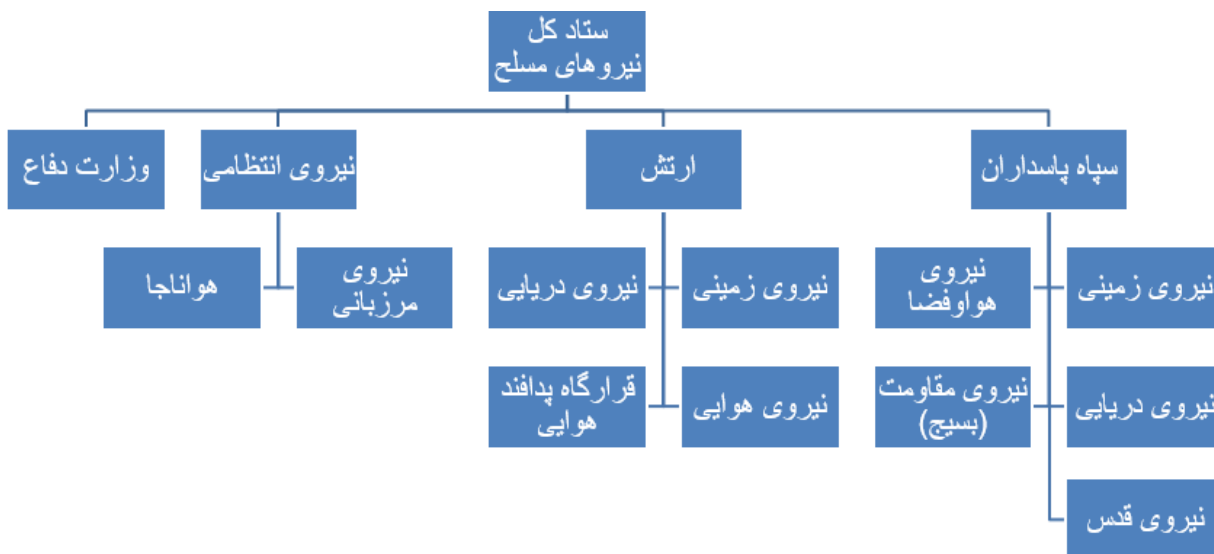 ستاد کل
نیروهای مسلح
سپاه پاسداران
ارتش
نیروی انتظامی
وزارت دفاع
نیروی زمینی
نیروی
هوافضا
نیروی زمینی
نیروی دریایی
نیروی
مرزبانی
هواناجا
نیروی دریایی
نیروی مقاومت
(بسیج)
نیروی هوایی
قرارگاه پدافند
هوایی
نیروی قدس